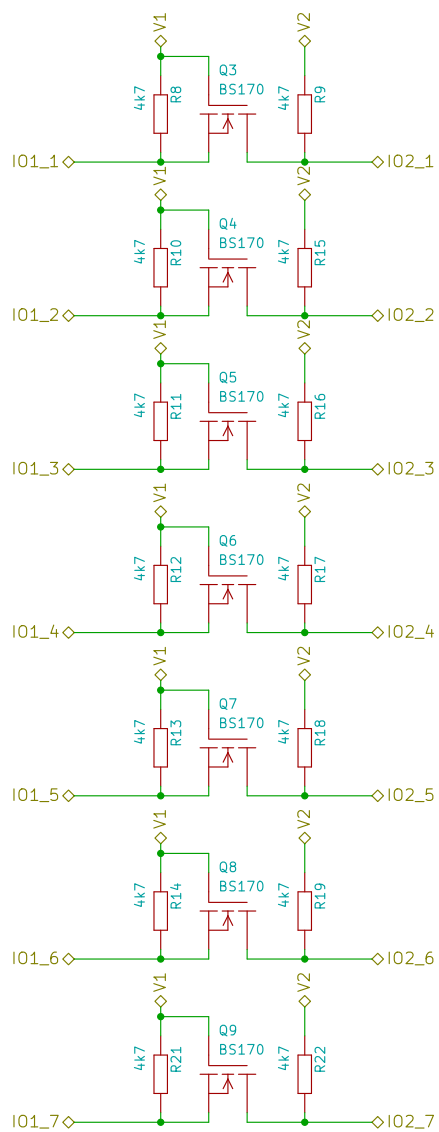 V1
V2
Q3
BS170
4k7
R8
4k7
R9
IO1_1
IO2_1
V1
V2
Q4
BS170
4k7
R10
4k7
R15
IO1_2
IO2_2
V1
V2
Q5
BS170
4k7
R11
4k7
R16
IO1_3
IO2_3
V1
V2
Q6
BS170
4k7
R12
4k7
R17
IO1_4
IO2_4
V1
V2
Q7
BS170
4k7
R13
4k7
R18
IO1_5
IO2_5
V1
V2
Q8
BS170
4k7
R14
4k7
R19
IO1_6
IO2_6
V1
V2
Q9
BS170
4k7
R21
4k7
R22
IO1_7
IO2_7